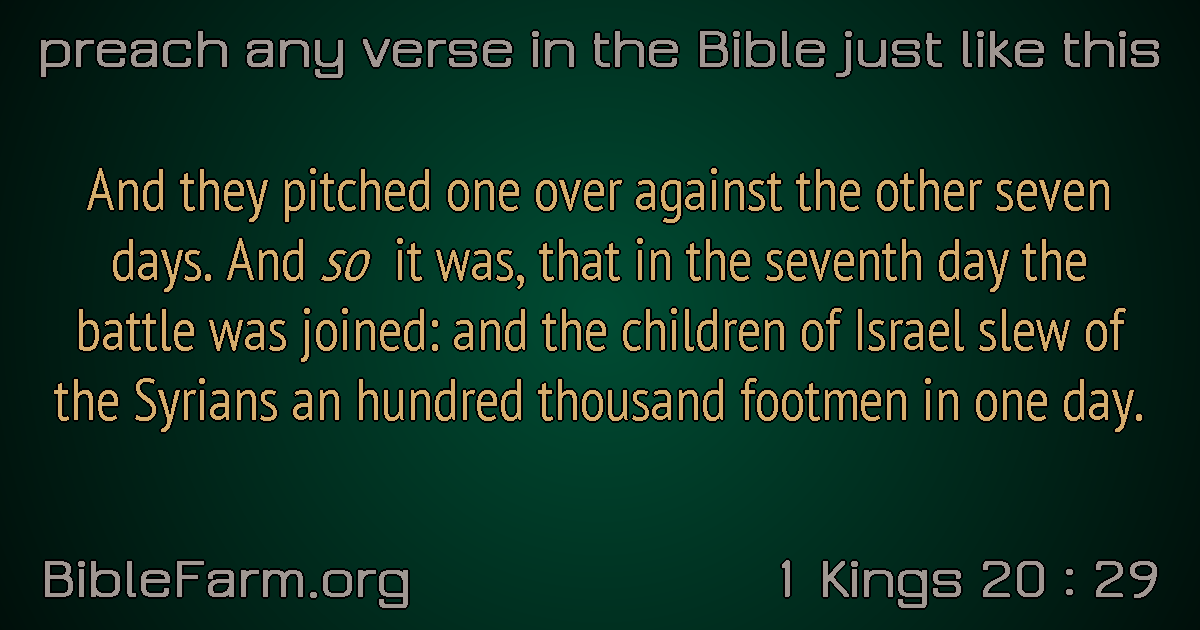 preach any verse in the Bible just like this
And they pitched one over against the other seven
days. And so it was, that in the seventh day the
battle was joined: and the children of Israel slew of
the Syrians an hundred thousand footmen in one day.
BibleFarm.org
1 Kings 20 : 29